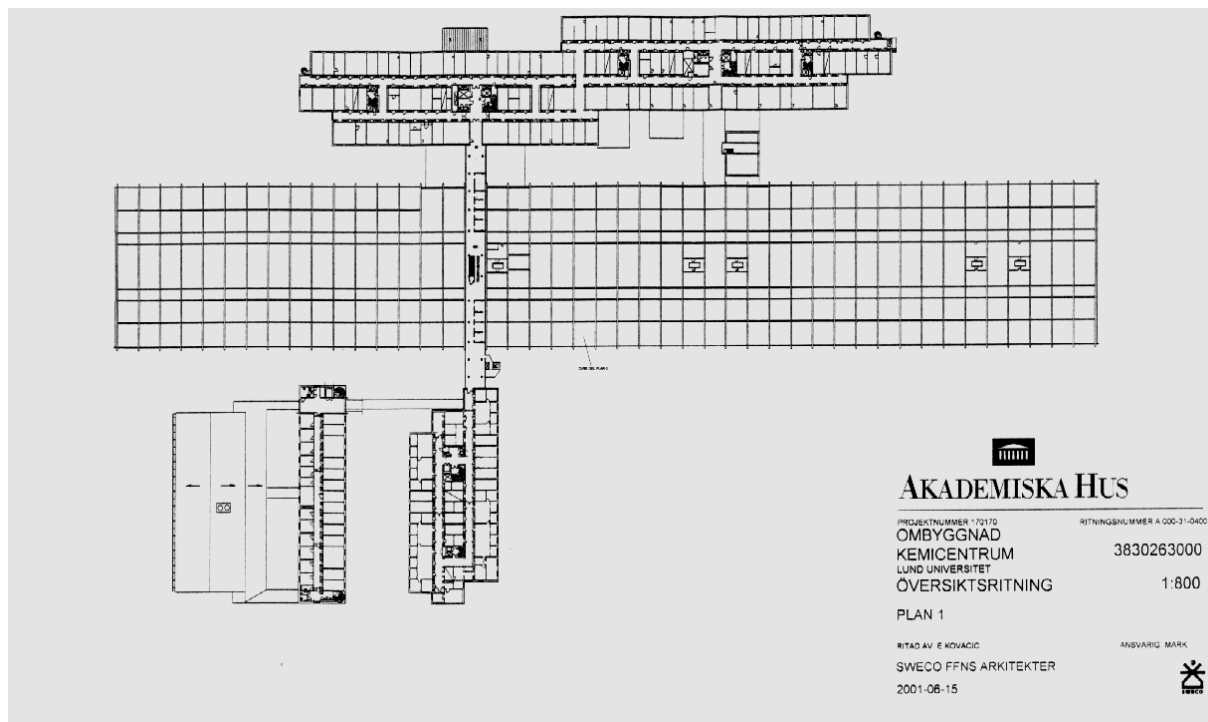 AKADEMISKA HUS
PROJEKTNUMMER 170170
RITNINGSNUMMER A 000-31-0400
OMBYGGNAD
KEMICENTRUM
3830263000
LUND UNIVERSITET
ÖVERSIKTSRITNING
1:800
PLAN 1
RITAD AV E KOVACIC
ANSVARIG MARK
SWECO FFNS ARKITEKTER
2001-06-15
SWECO